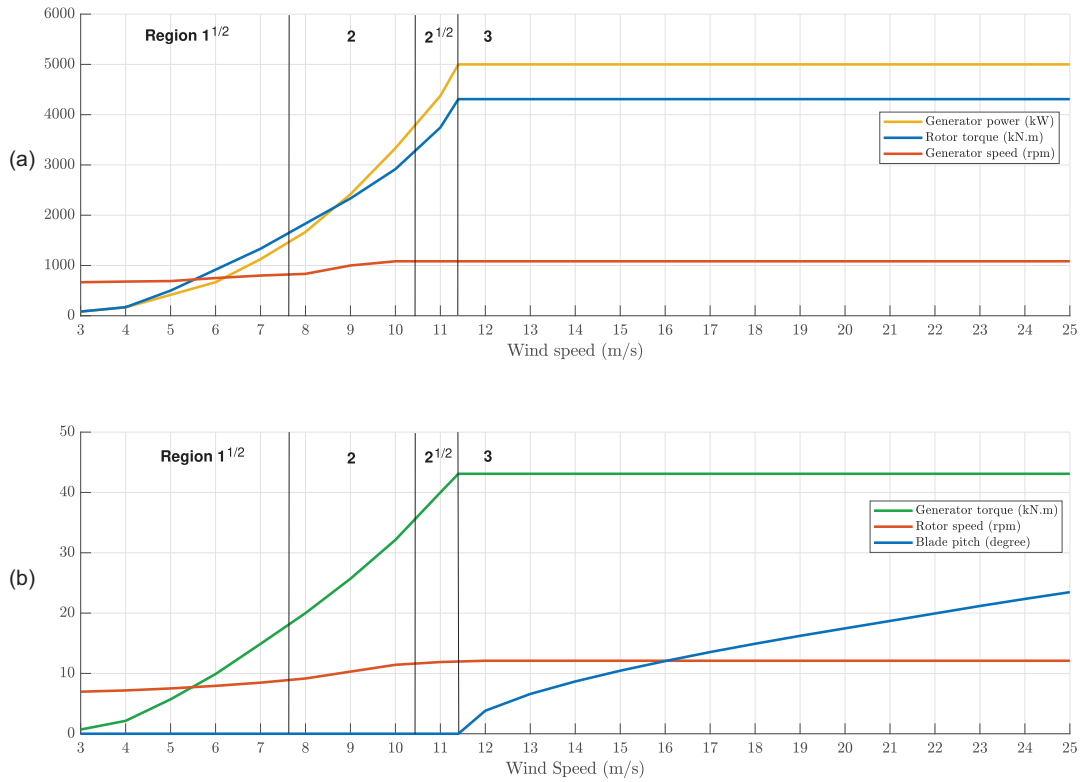 6000
5000
4000
3000
2000
1000
0
Region 1 1/2
2
2 1/2
3
(a)
Generator power (kW)
Rotor torque (kN.m)
Generator speed (rpm)
3 4 5 6 7 8 9 10 11 12 13 14 15 16 17 18 19 20 21 22 23 24 25
Wind speed (m/s)
50
40
30
20
10
0
Region 1 1/2
2
2 1/2
3
(b)
Generator torque (kN.m)
Rotor speed (rpm)
Blade pitch (degree)
3 4 5 6 7 8 9 10 11 12 13 14 15 16 17 18 19 20 21 22 23 24 25
Wind Speed (m/s)